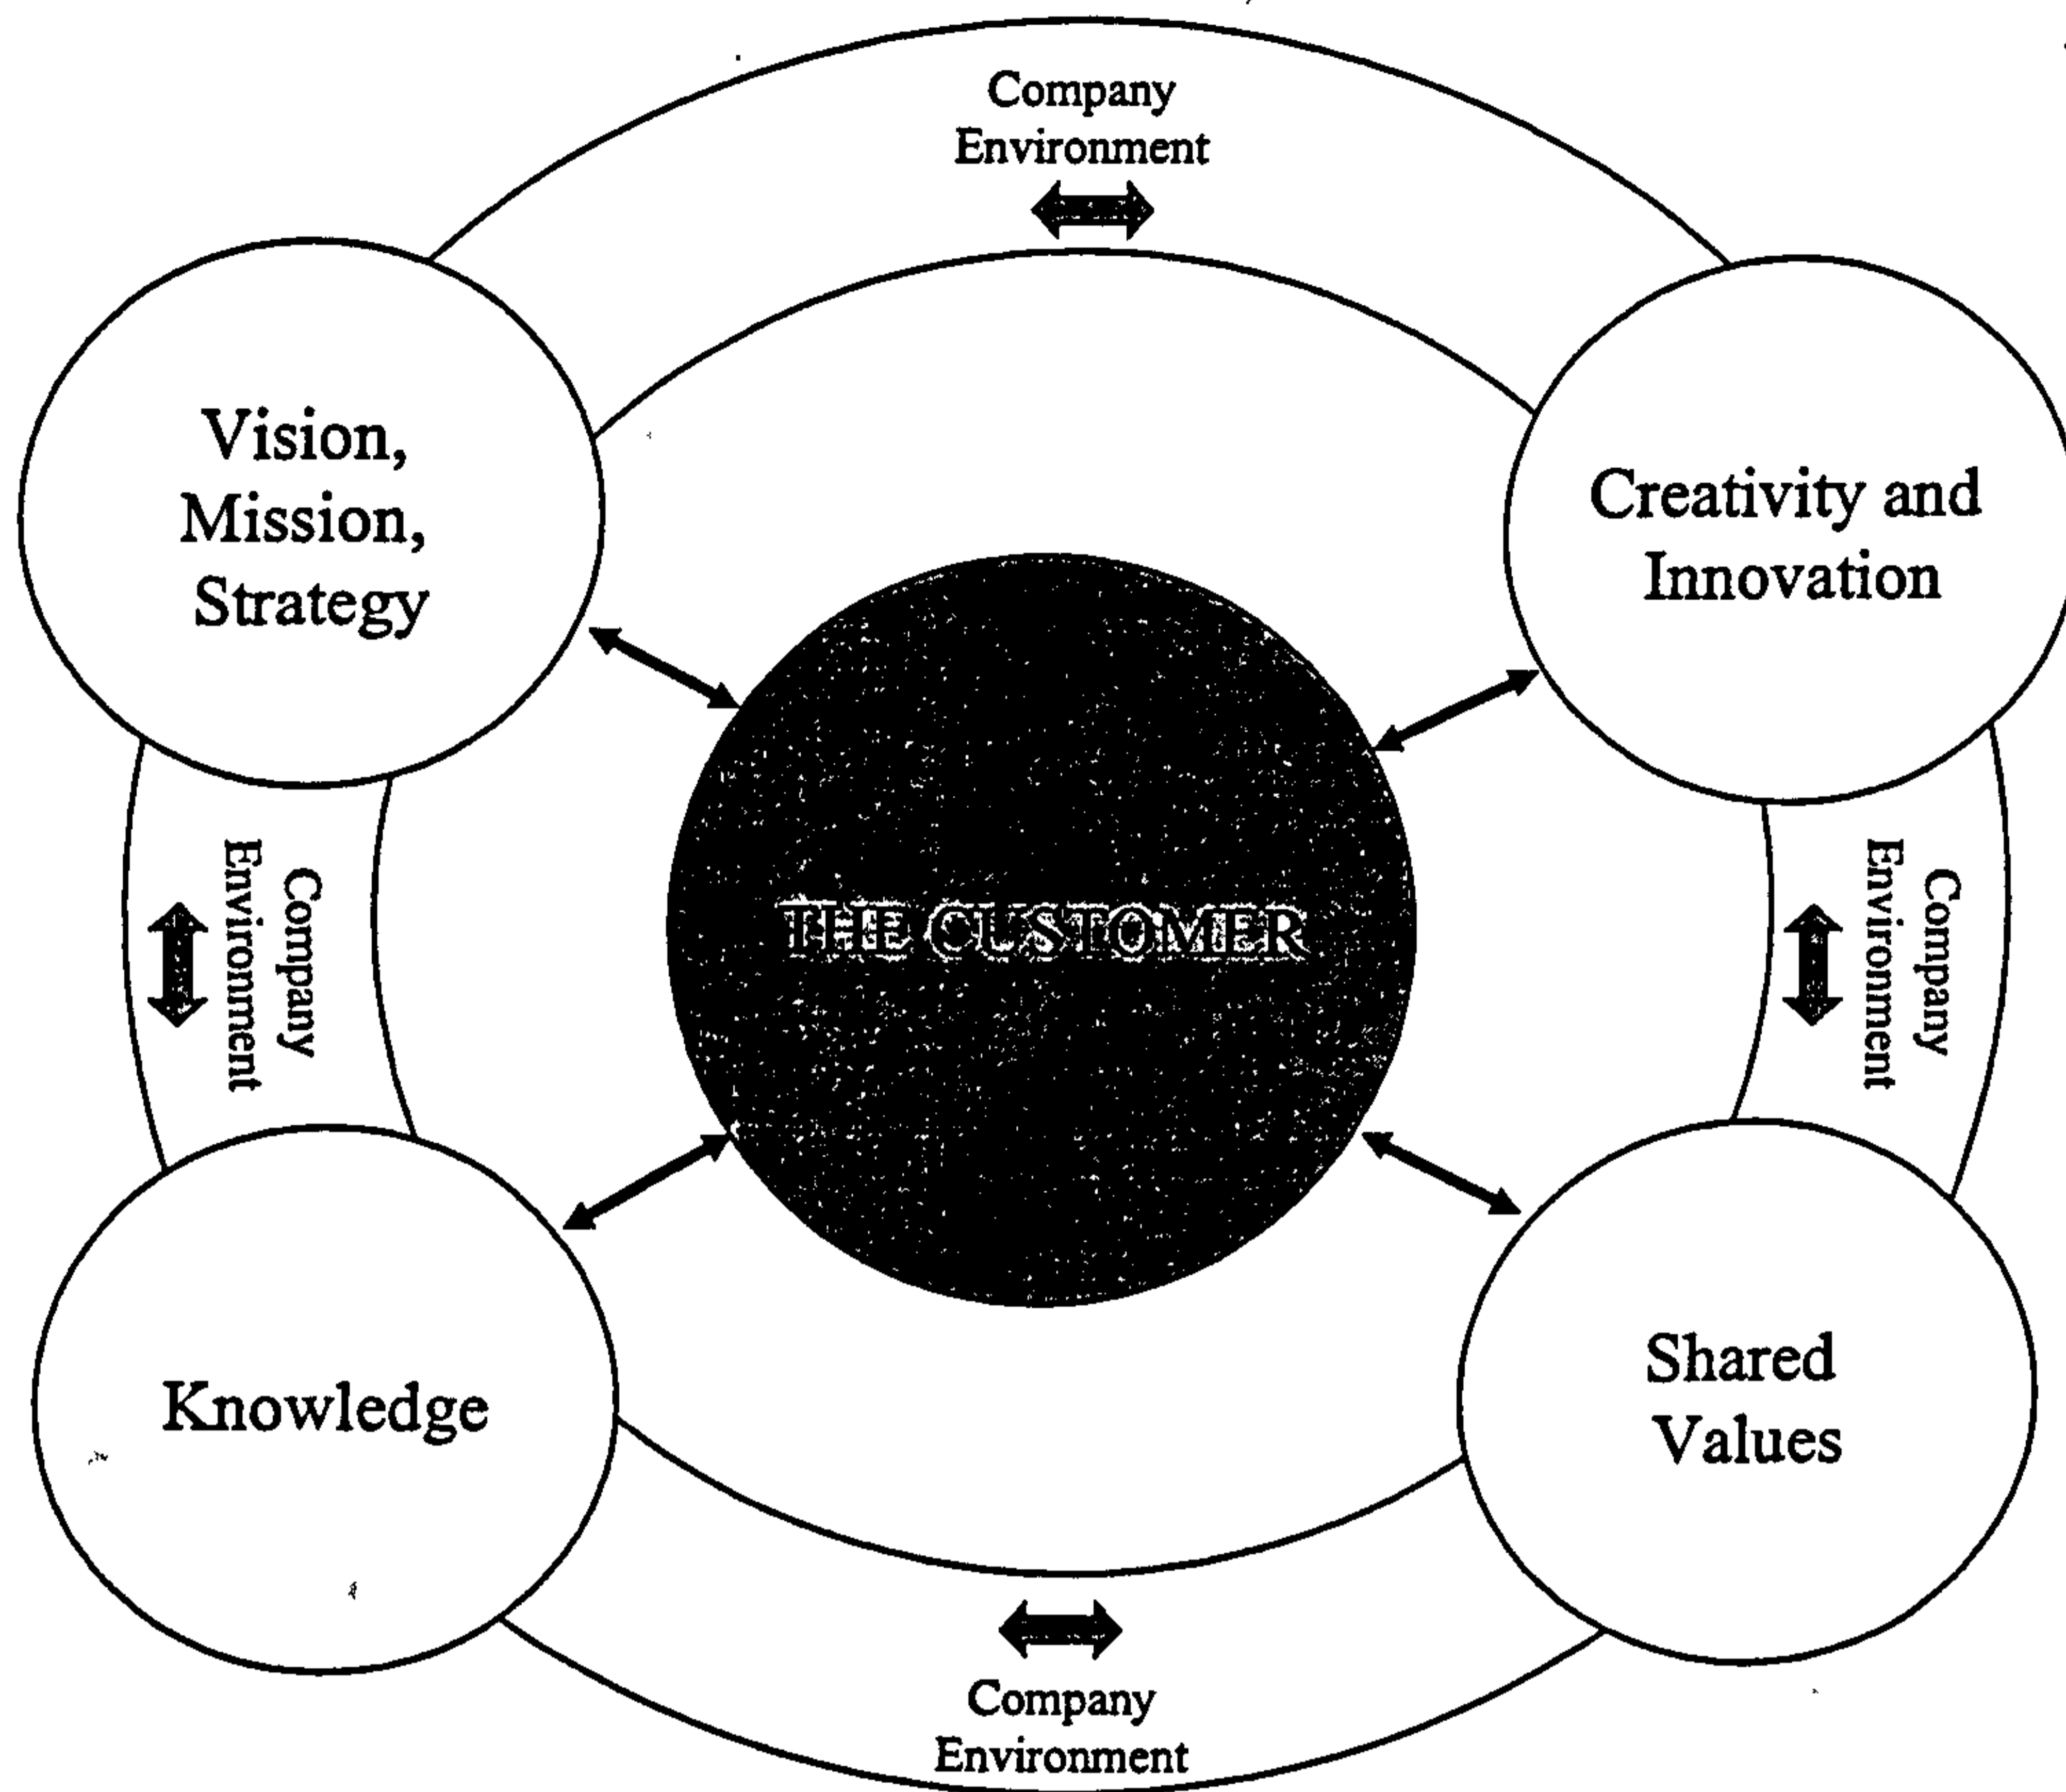 Company
Environment
Vision,
Mission,
Strategy
Creativity and
Innovation
THE CUSTOMER
Company
Environment
Company
Environment
Knowledge
Shared
Values
Company
Environment